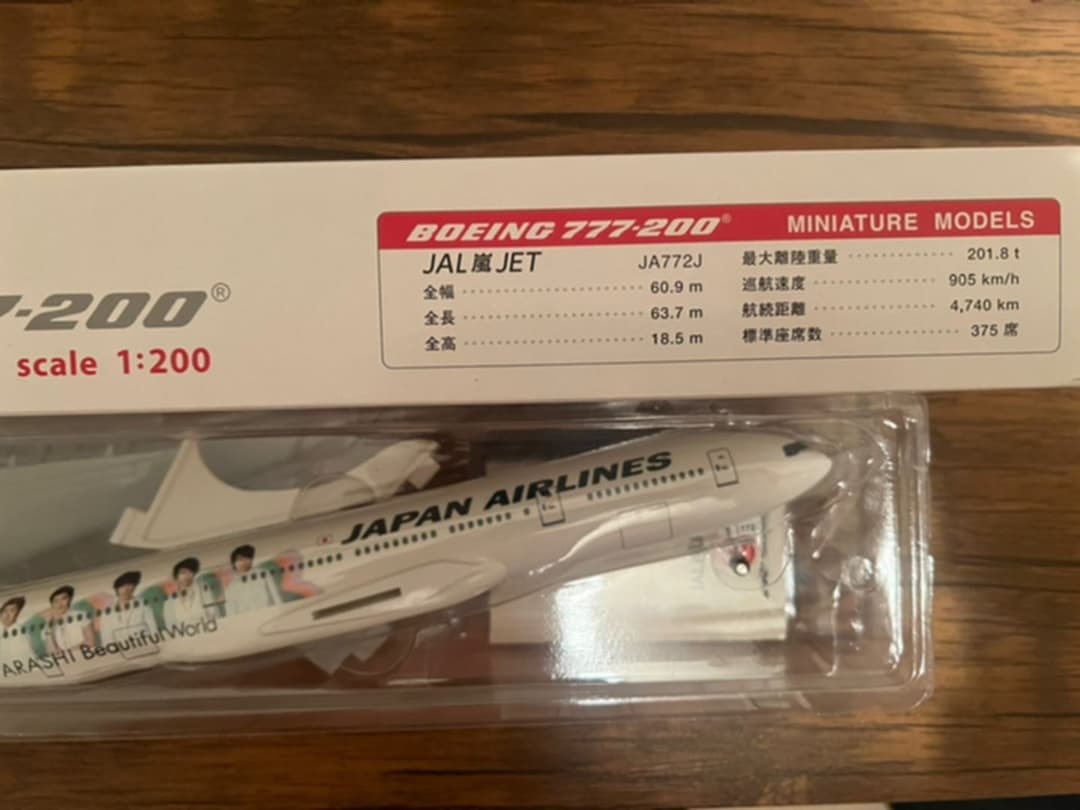 -200®
scale 1:200
BOEING 777-200® MINIATURE MODELS
JAL嵐JET JA772J
全幅 60.9 m
全長 63.7 m
全高 18.5 m
最大離陸重量 201.8 t
巡航速度 905 km/h
航続距離 4,740 km
標準座席数 375 席
JAPAN AIRLINES
ARASHI Beautiful World